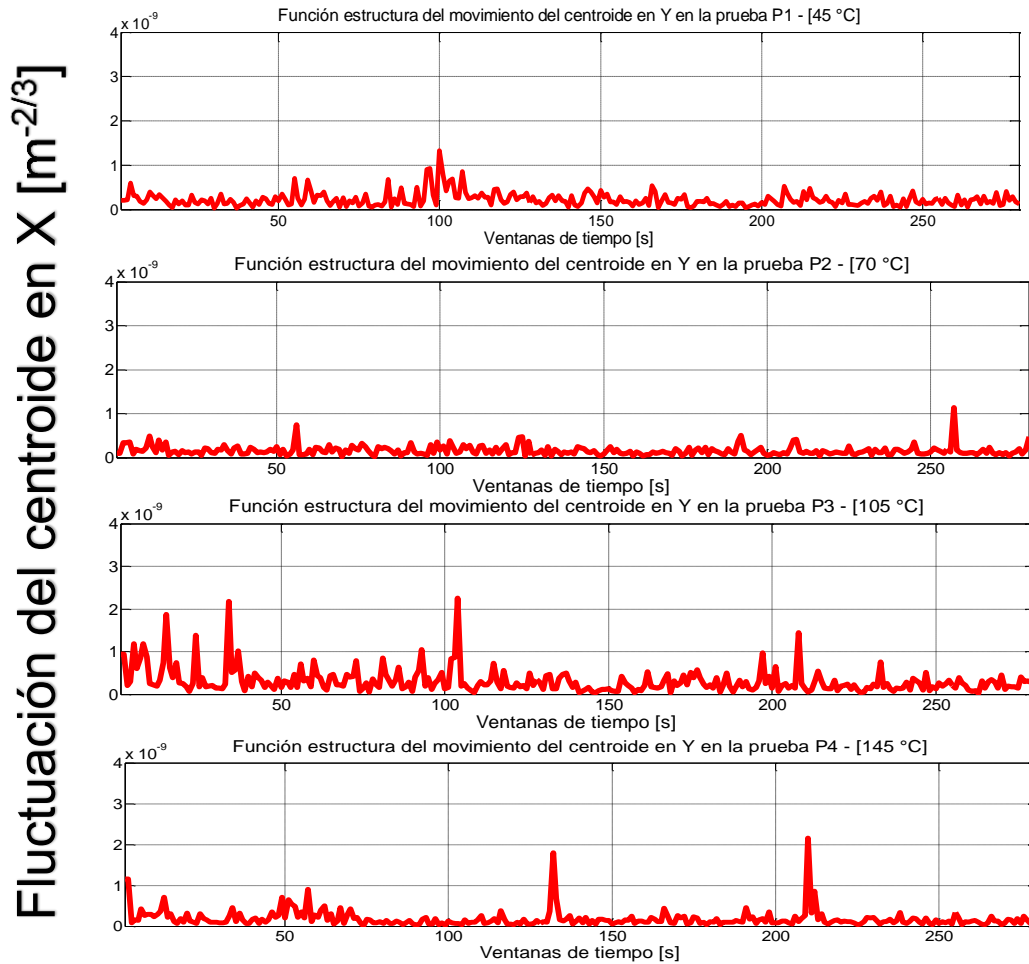 Fluctuación del centroide en X [m-2/3]
Función estructura del movimiento del centroide en Y en la prueba P1 - [45 °C]
x 10-9
4
3
2
1
0
50 100 150 200 250
Ventanas de tiempo [s]
Función estructura del movimiento del centroide en Y en la prueba P2 - [70 °C]
x 10-9
4
3
2
1
0
50 100 150 200 250
Ventanas de tiempo [s]
Función estructura del movimiento del centroide en Y en la prueba P3 - [105 °C]
x 10-9
4
3
2
1
0
50 100 150 200 250
Ventanas de tiempo [s]
Función estructura del movimiento del centroide en Y en la prueba P4 - [145 °C]
x 10-9
4
3
2
1
0
50 100 150 200 250
Ventanas de tiempo [s]